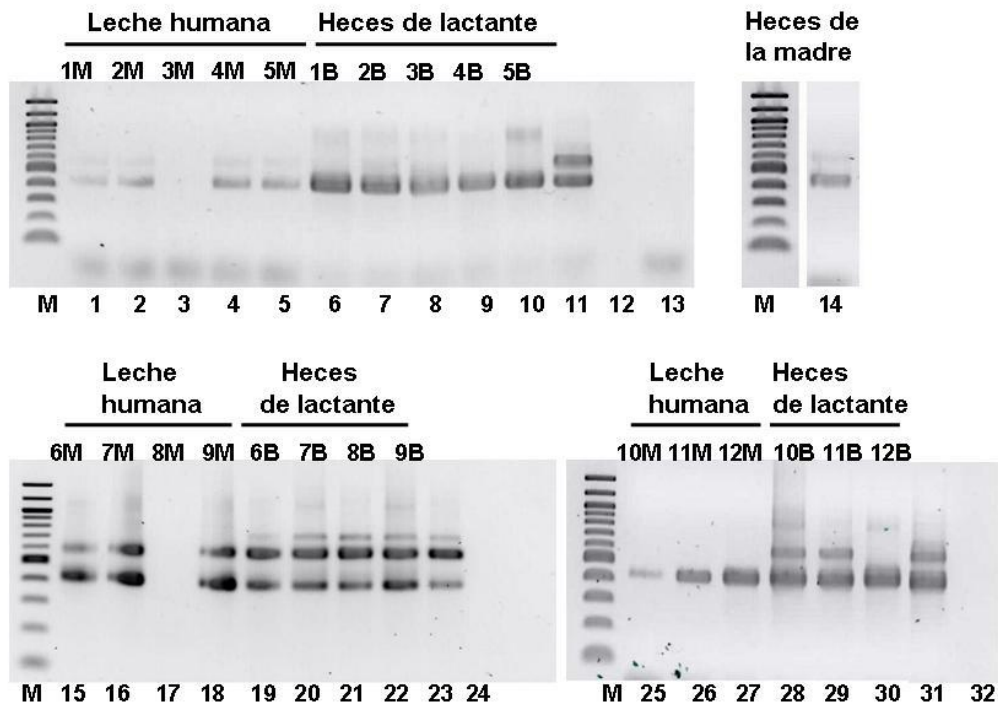 Leche humana
Heces de lactante
Heces de
la madre
1M 2M 3M 4M 5M 1B 2B 3B 4B 5B
M 1 2 3 4 5 6 7 8 9 10 11 12 13
M 14
Leche
humana
Heces
de lactante
6M 7M 8M 9M 6B 7B 8B 9B
M 15 16 17 18 19 20 21 22 23 24
Leche
humana
Heces
de lactante
10M 11M 12M 10B 11B 12B
M 25 26 27 28 29 30 31 32